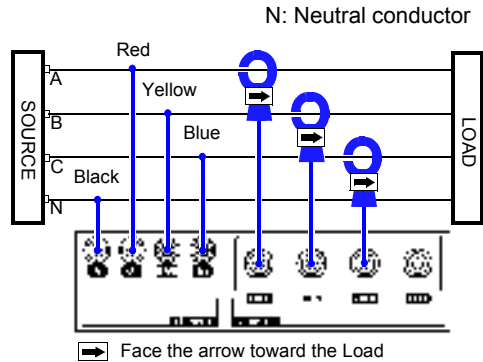 N: Neutral conductor
Red
A
Yellow
B
Blue
C
Black
N
SOURCE
LOAD
Face the arrow toward the Load